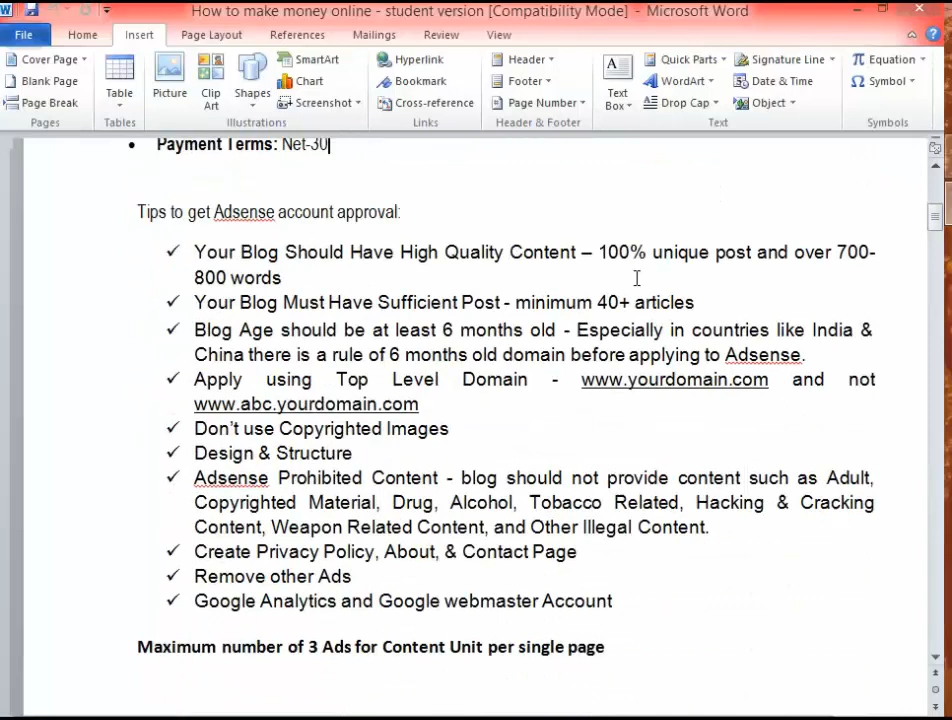 How to make money online - student version [Compatibility Mode] - Microsoft Word
File Home Insert Page Layout References Mailings Review View
Cover Page SmartArt Hyperlink Header Quick Parts Signature Line Equation
Blank Page Table Picture Clip Art Shapes Chart Bookmark Footer Text Box WordArt Date & Time Symbol
Page Break Screenshot Cross-reference Page Number Drop Cap Object
Pages Tables Illustrations Links Header & Footer Text Symbols
• Payment Terms: Net-30
Tips to get Adsense account approval:
✓ Your Blog Should Have High Quality Content – 100% unique post and over 700-
800 words
✓ Your Blog Must Have Sufficient Post - minimum 40+ articles
✓ Blog Age should be at least 6 months old - Especially in countries like India &
China there is a rule of 6 months old domain before applying to Adsense.
✓ Apply using Top Level Domain - www.yourdomain.com and not
www.abc.yourdomain.com
✓ Don't use Copyrighted Images
✓ Design & Structure
✓ Adsense Prohibited Content - blog should not provide content such as Adult,
Copyrighted Material, Drug, Alcohol, Tobacco Related, Hacking & Cracking
Content, Weapon Related Content, and Other Illegal Content.
✓ Create Privacy Policy, About, & Contact Page
✓ Remove other Ads
✓ Google Analytics and Google webmaster Account
Maximum number of 3 Ads for Content Unit per single page